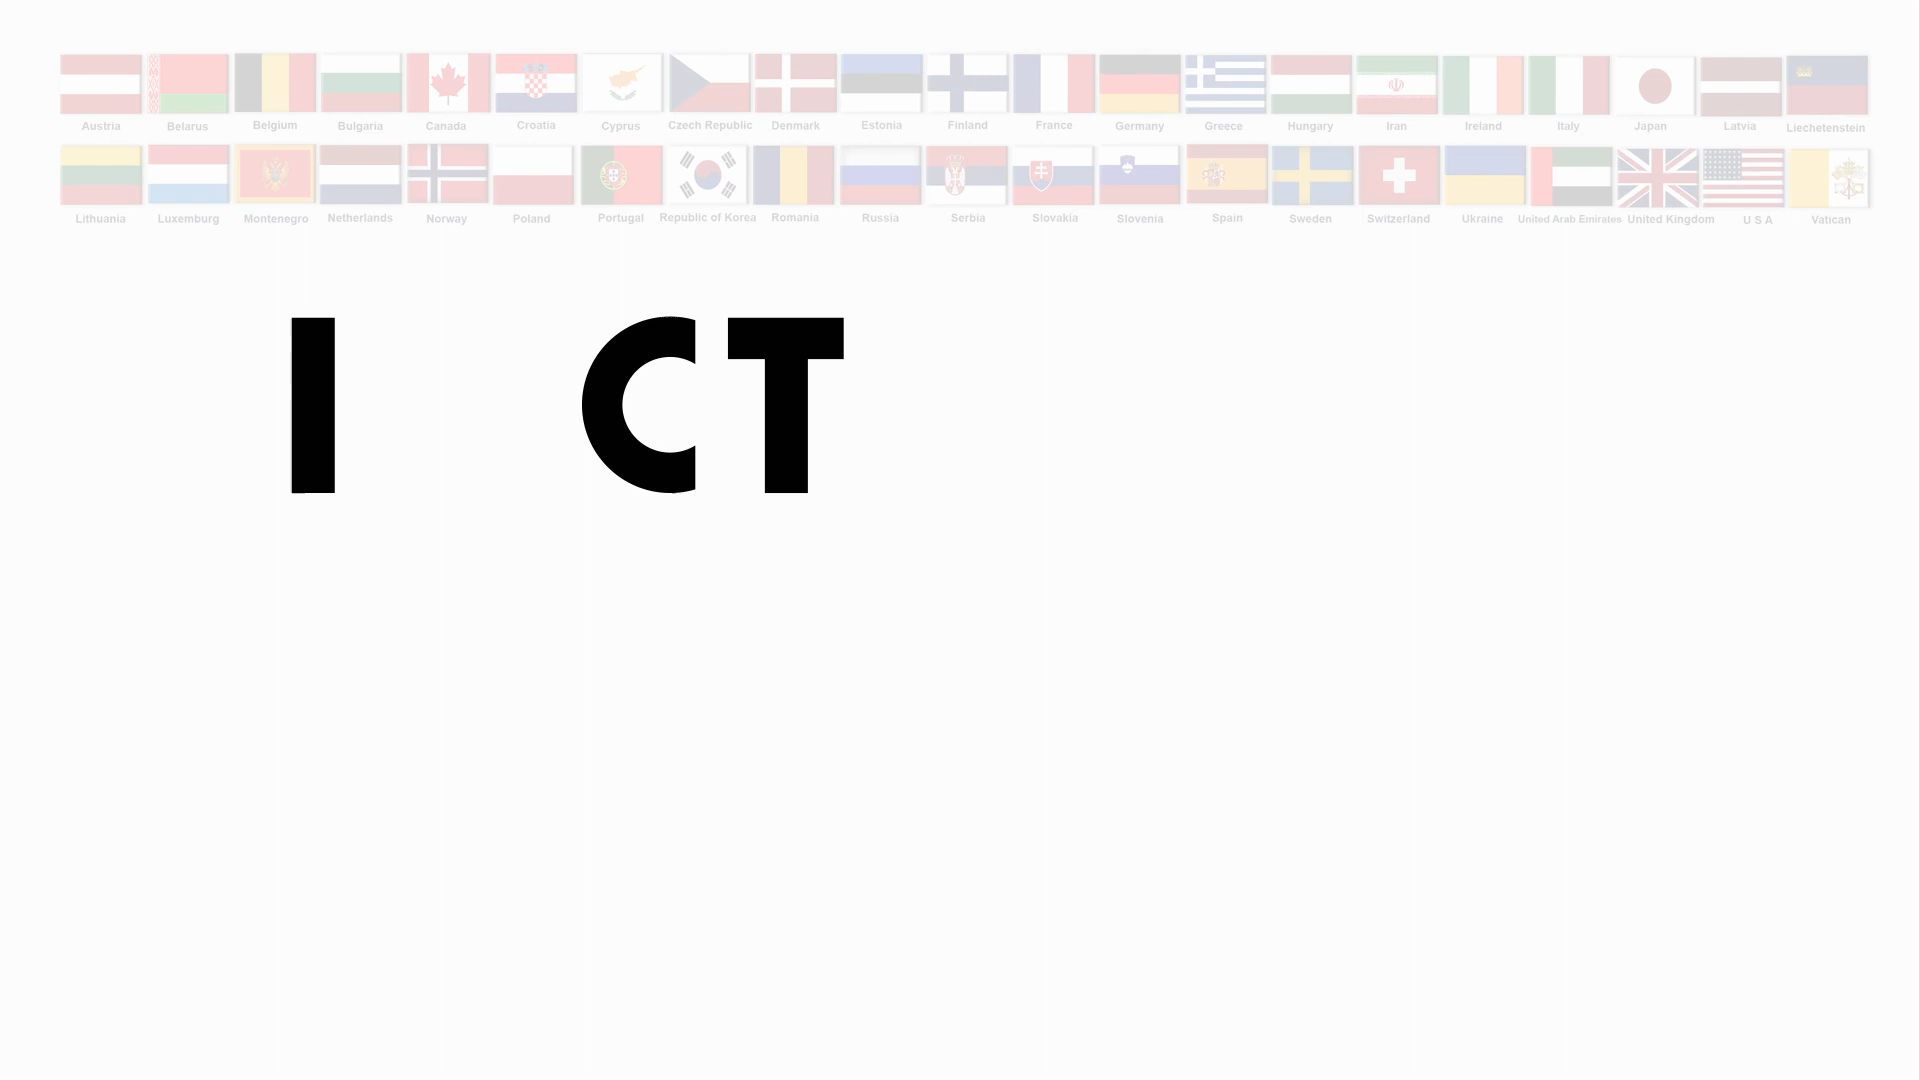 Austria Belarus Belgium Bulgaria Canada Croatia Cyprus Czech Republic Denmark Estonia Finland France Germany Greece Hungary Iran Ireland Italy Japan Latvia Liechetenstein
Lithuania Luxemburg Montenegro Netherlands Norway Poland Portugal Republic of Korea Romania Russia Serbia Slovakia Slovenia Spain Sweden Switzerland Ukraine United Arab Emirates United Kingdom U S A Vatican
I CT